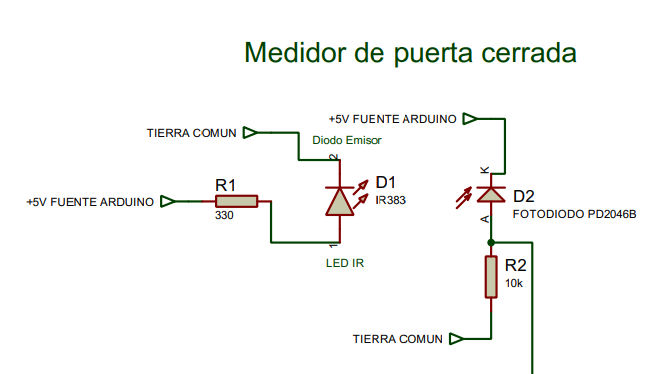 Medidor de puerta cerrada
+5V FUENTE ARDUINO
TIERRA COMUN
Diodo Emisor
2
K
R1
D1
D2
+5V FUENTE ARDUINO
IR383
330
FOTODIODO PD2046B
A
1
LED IR
R2
10k
TIERRA COMUN